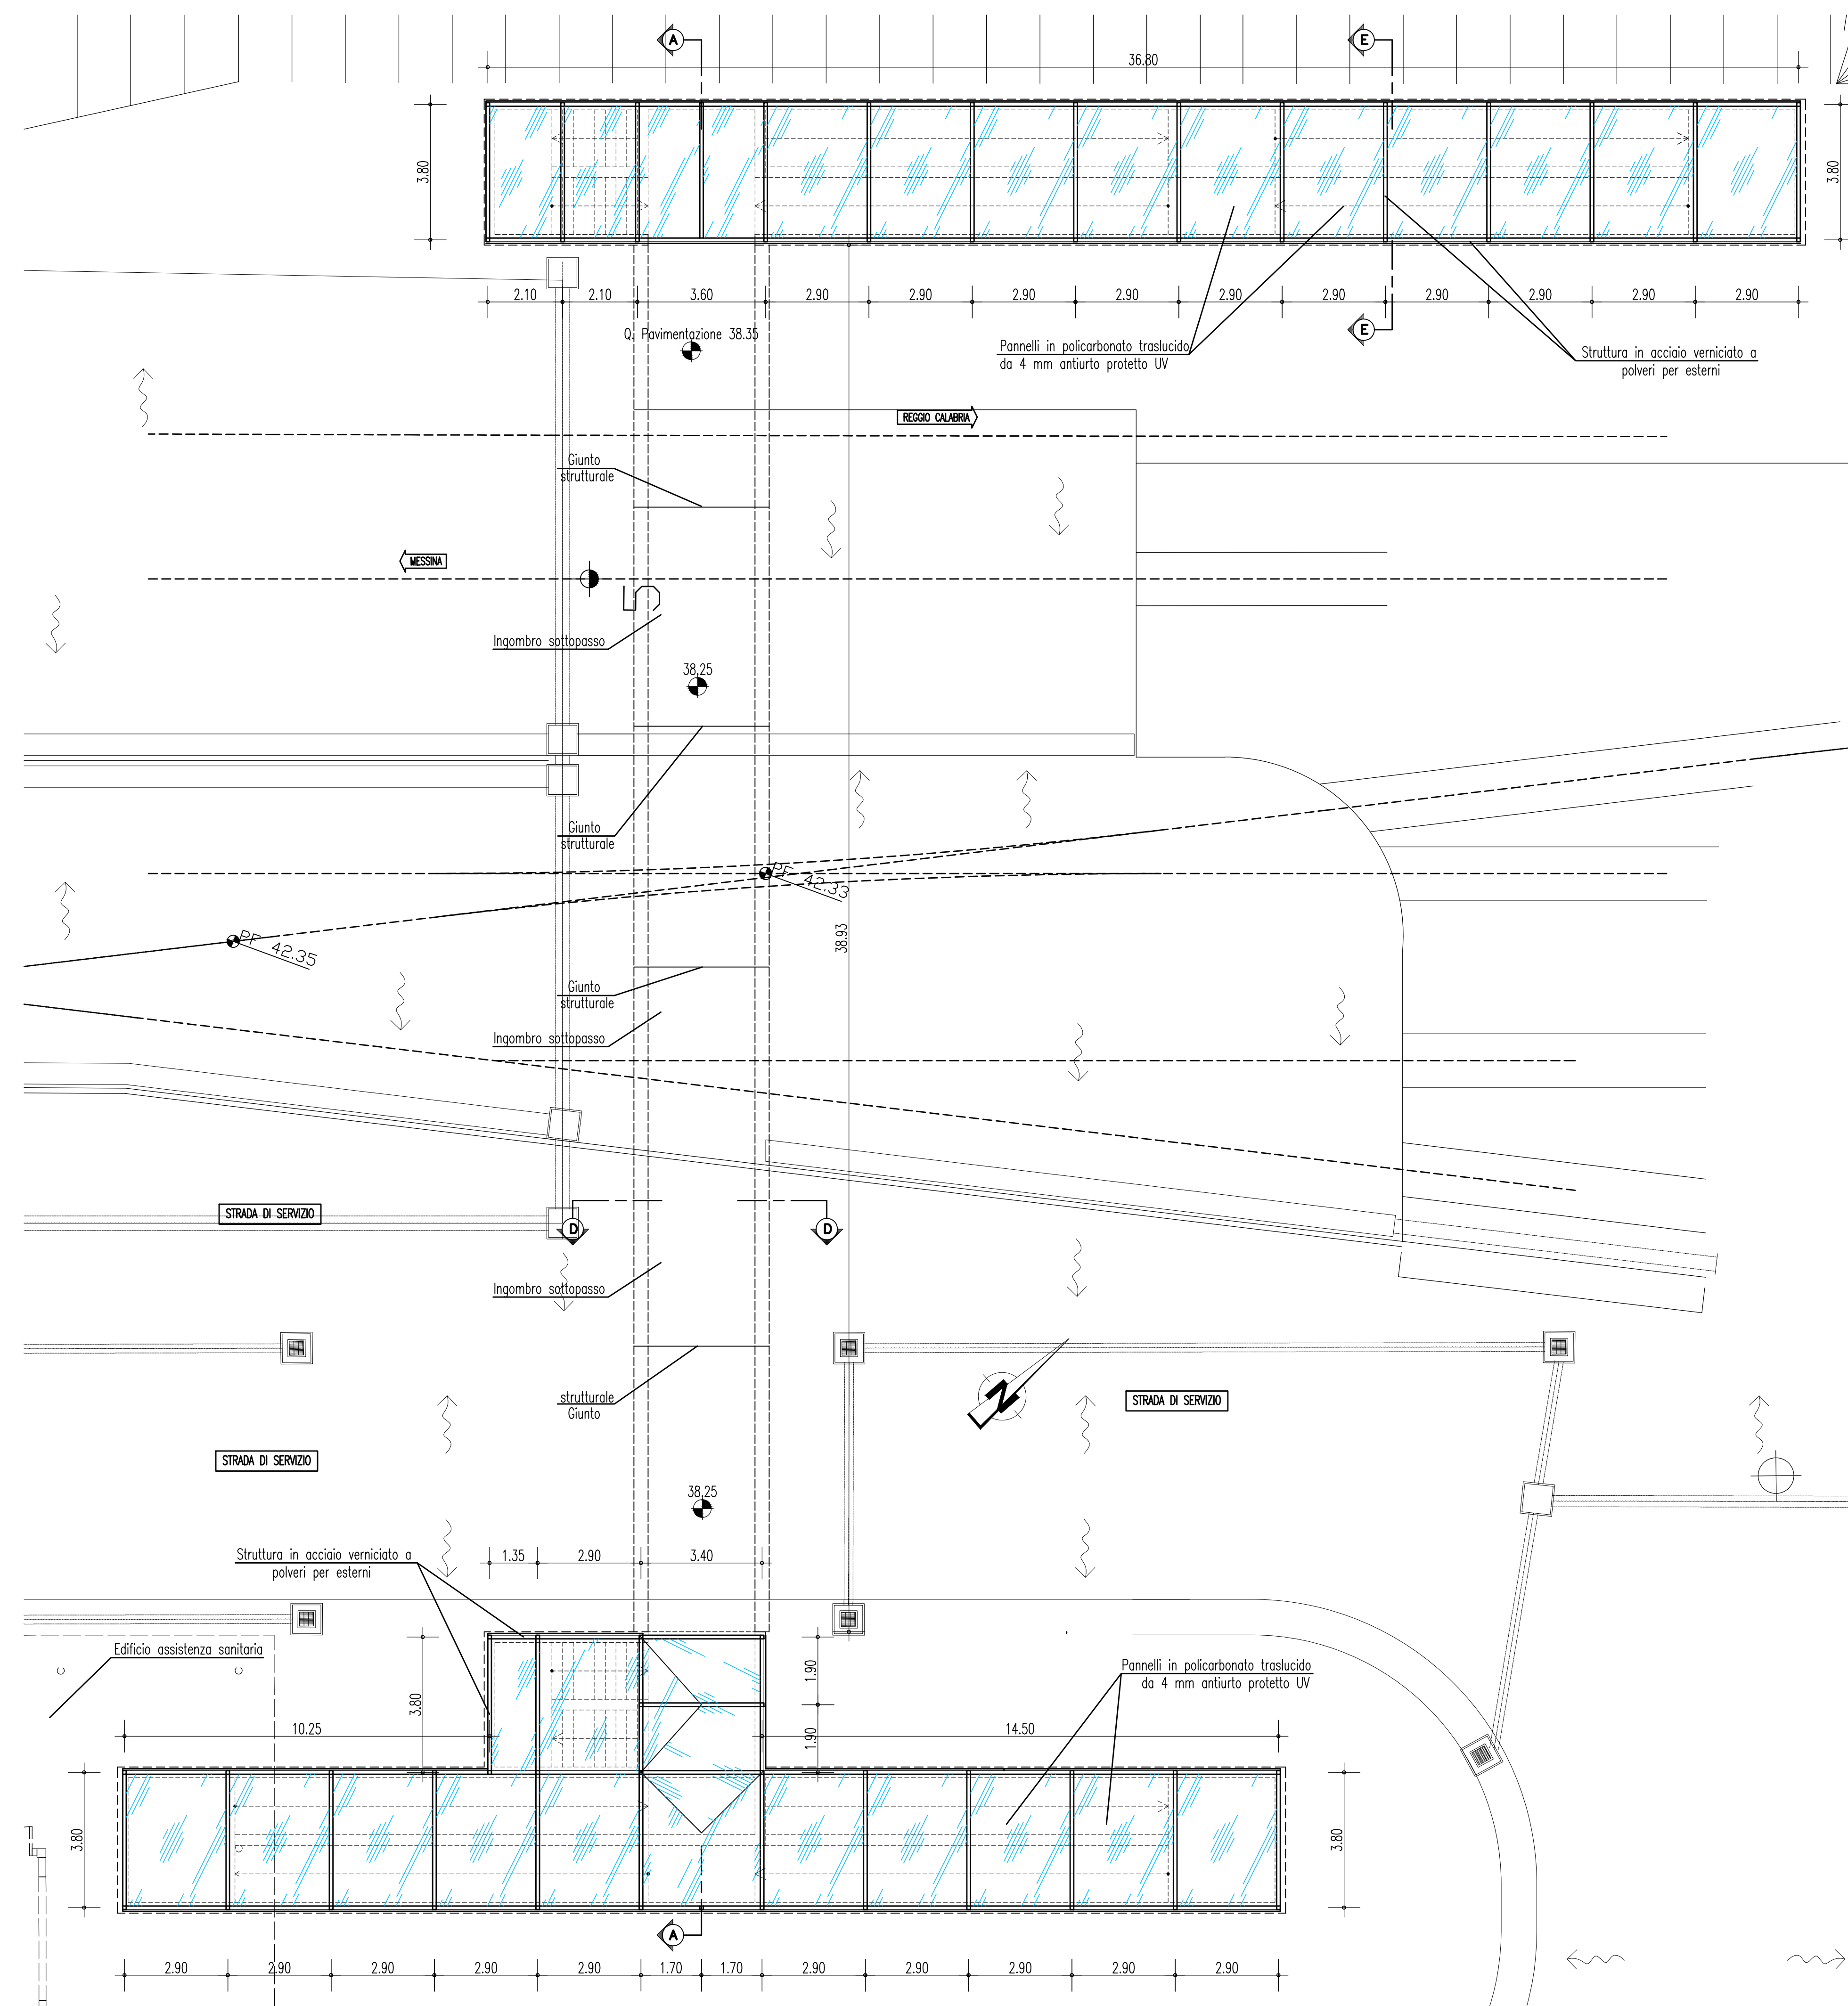 A
E
36.80
3.80
3.80
2.10 2.10 3.60 2.90 2.90 2.90 2.90 2.90 2.90 2.90 2.90 2.90 2.90
Q. Pavimentazione 38.35
E
Pannelli in policarbonato traslucido
da 4 mm antiurto protetto UV
Struttura in acciaio verniciato a
polveri per esterni
REGGIO CALABRIA
Giunto
strutturale
MESSINA
5
Ingombro sottopasso
38.25
Giunto
strutturale
PF 42.33
38.93
PF 42.35
Giunto
strutturale
Ingombro sottopasso
STRADA DI SERVIZIO
D
D
Ingombro sottopasso
N
strutturale
Giunto
STRADA DI SERVIZIO
STRADA DI SERVIZIO
38.25
Struttura in acciaio verniciato a
polveri per esterni
1.35 2.90 3.40
Edificio assistenza sanitaria
Pannelli in policarbonato traslucido
da 4 mm antiurto protetto UV
3.80
1.90
1.90
10.25
14.50
3.80
3.80
A
2.90 2.90 2.90 2.90 2.90 1.70 1.70 2.90 2.90 2.90 2.90 2.90